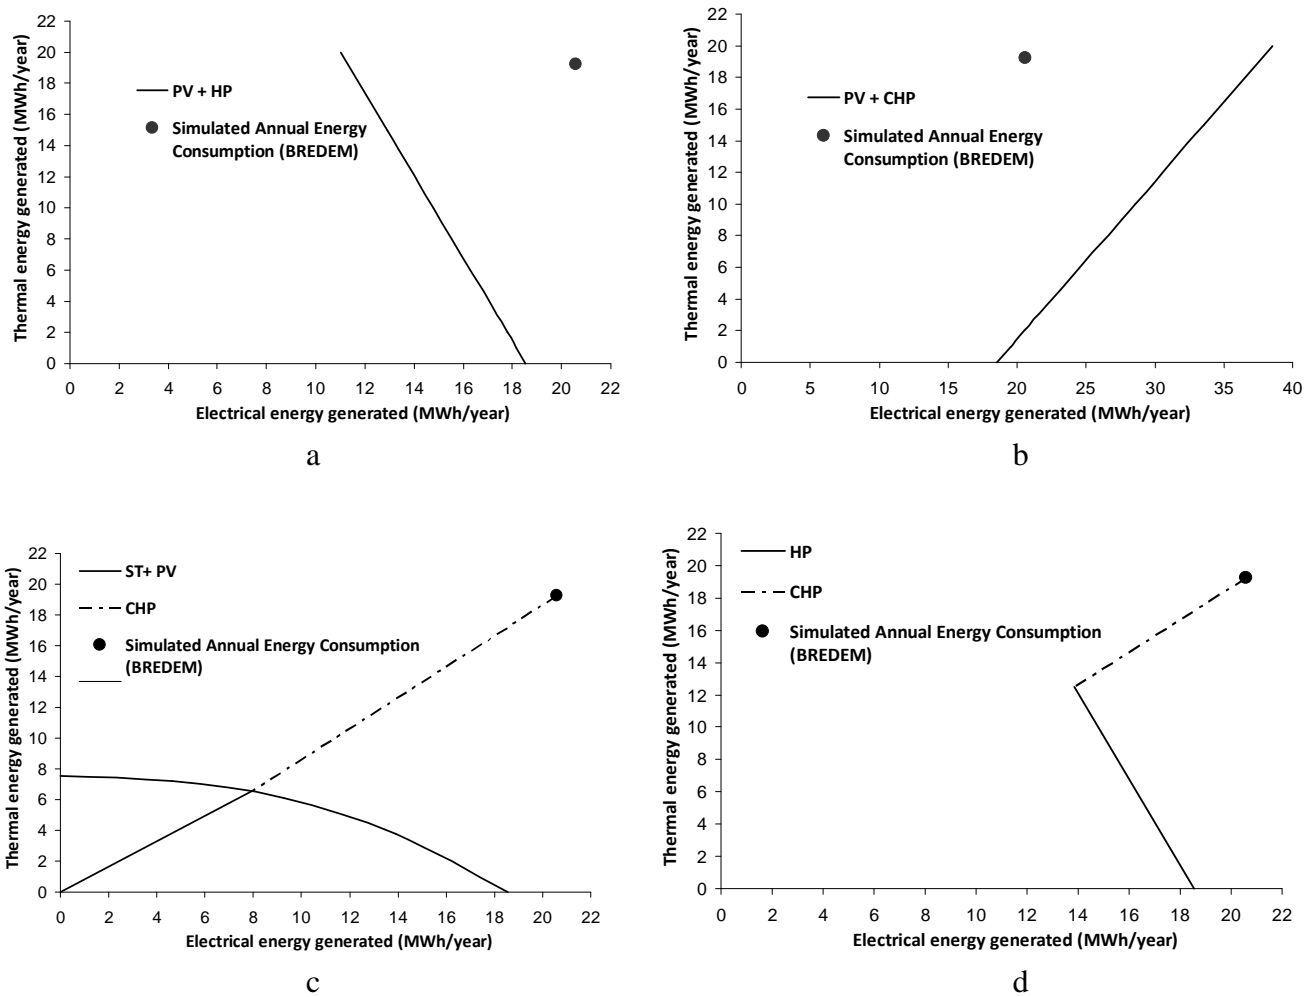 Thermal energy generated (MWh/year)
22
20
18
16
14
12
10
8
6
4
2
0
PV + HP
Simulated Annual Energy
Consumption (BREDEM)
0 2 4 6 8 10 12 14 16 18 20 22
Electrical energy generated (MWh/year)
a
Thermal energy generated (MWh/year)
22
20
18
16
14
12
10
8
6
4
2
0
PV + CHP
Simulated Annual Energy
Consumption (BREDEM)
0 5 10 15 20 25 30 35 40
Electrical energy generated (MWh/year)
b
Thermal energy generated (MWh/year)
22
20
18
16
14
12
10
8
6
4
2
0
ST+ PV
CHP
Simulated Annual Energy Consumption
(BREDEM)
0 2 4 6 8 10 12 14 16 18 20 22
Electrical energy generated (MWh/year)
c
Thermal energy generated (MWh/year)
22
20
18
16
14
12
10
8
6
4
2
0
HP
CHP
Simulated Annual Energy Consumption
(BREDEM)
0 2 4 6 8 10 12 14 16 18 20 22
Electrical energy generated (MWh/year)
d